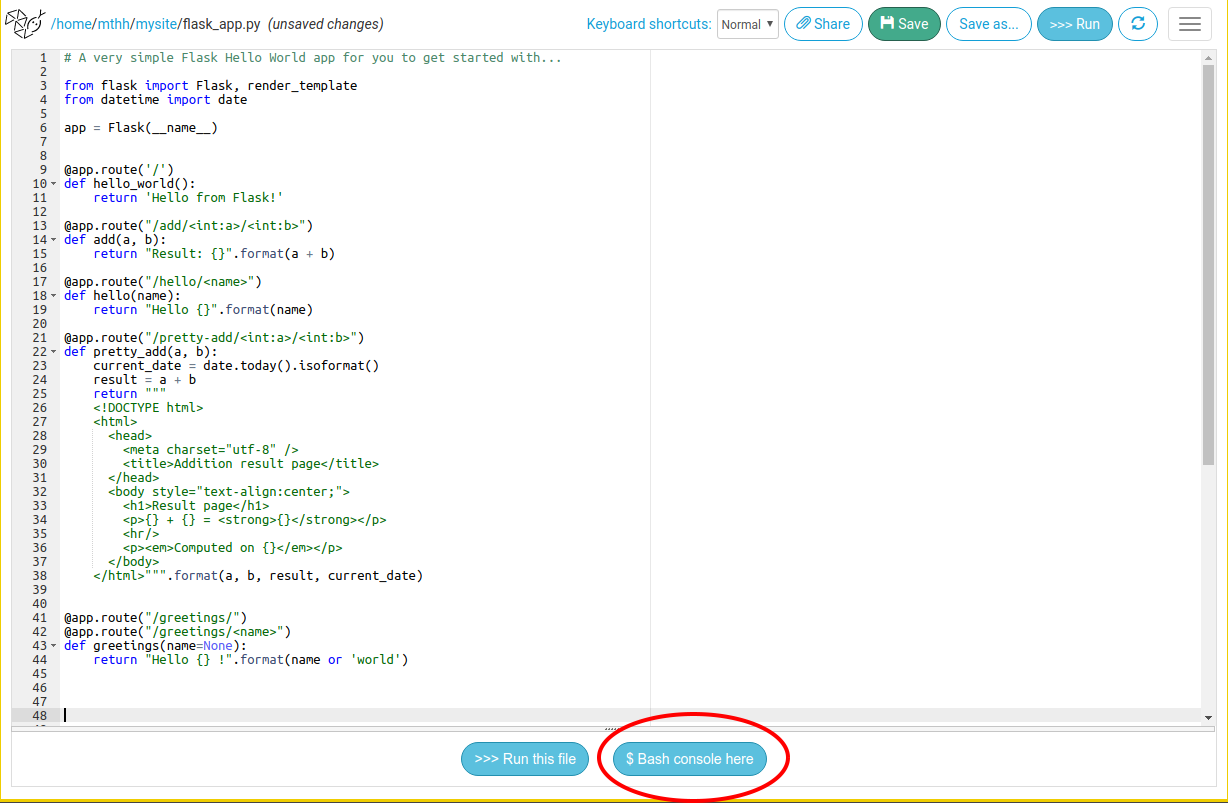 /home/mthh/mysite/flask_app.py (unsaved changes) Keyboard shortcuts: Normal Share Save Save as... >>> Run
1 # A very simple Flask Hello World app for you to get started with...
2
3 from flask import Flask, render_template
4 from datetime import date
5
6 app = Flask(__name__)
7
8
9 @app.route('/')
10 def hello_world():
11     return 'Hello from Flask!'
12
13 @app.route("/add/<int:a>/<int:b>")
14 def add(a, b):
15     return "Result: {}".format(a + b)
16
17 @app.route("/hello/<name>")
18 def hello(name):
19     return "Hello {}".format(name)
20
21 @app.route("/pretty-add/<int:a>/<int:b>")
22 def pretty_add(a, b):
23     current_date = date.today().isoformat()
24     result = a + b
25     return """
26     <!DOCTYPE html>
27     <html>
28       <head>
29         <meta charset="utf-8" />
30         <title>Addition result page</title>
31       </head>
32       <body style="text-align:center;">
33         <h1>Result page</h1>
34         <p>{} + {} = <strong>{}</strong></p>
35         <hr/>
36         <p><em>Computed on {}</em></p>
37       </body>
38     </html>""".format(a, b, result, current_date)
39
40
41 @app.route("/greetings/")
42 @app.route("/greetings/<name>")
43 def greetings(name=None):
44     return "Hello {} !".format(name or 'world')
45
46
47
48
>>> Run this file $ Bash console here